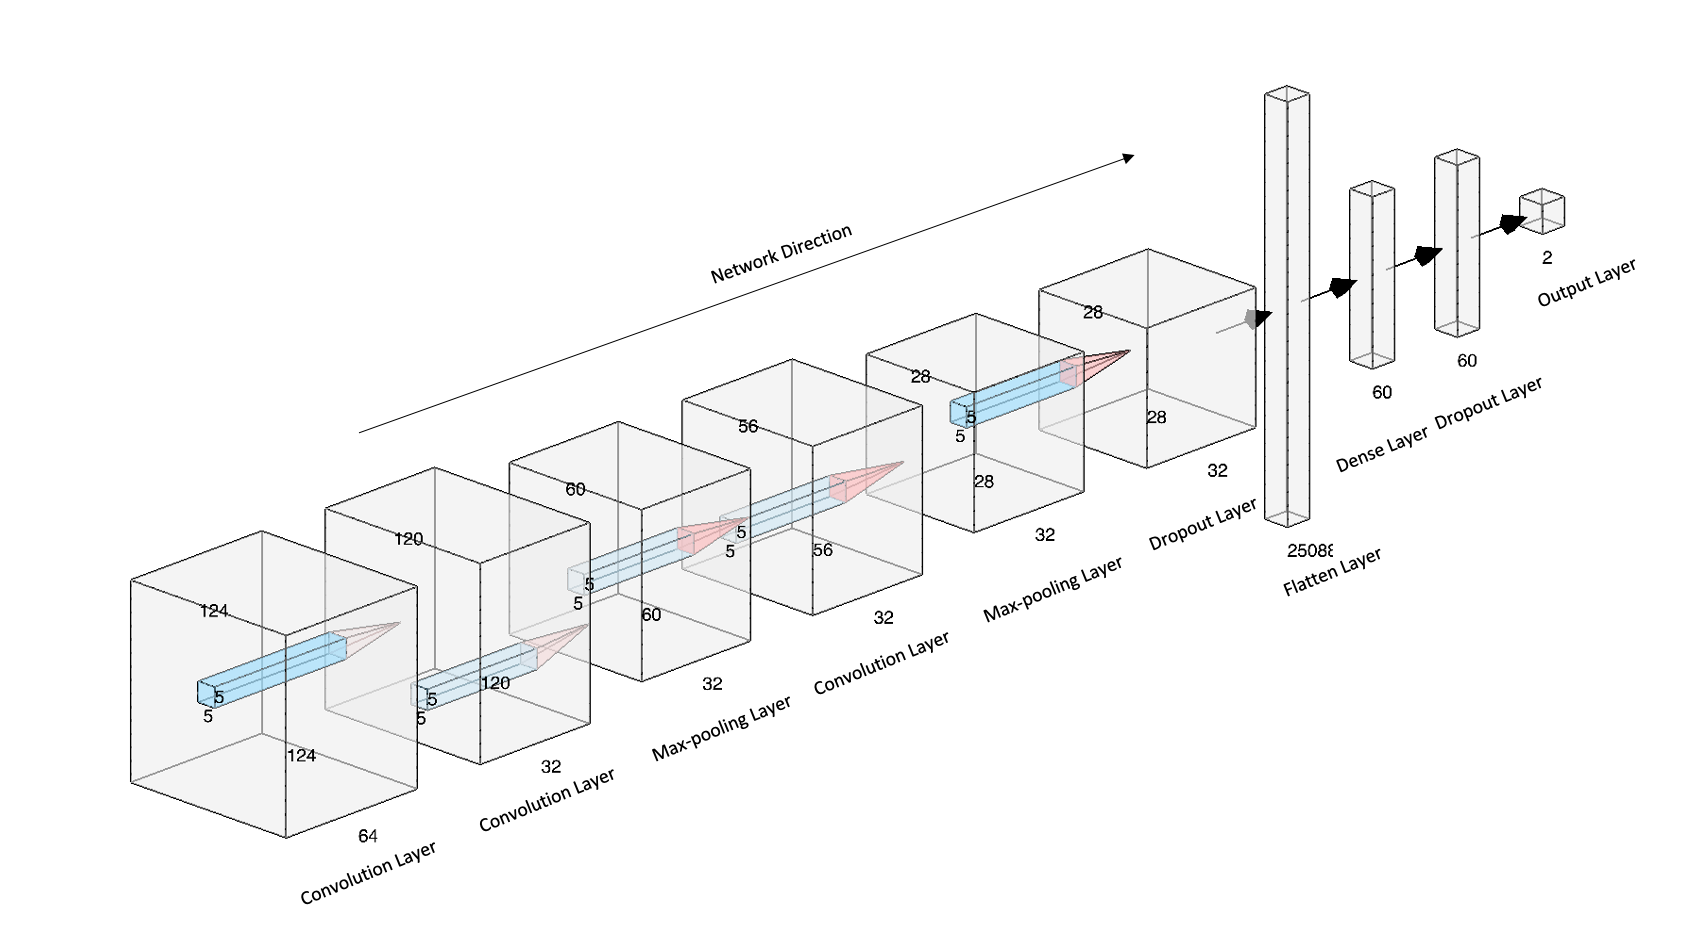 Network Direction
124
124
64
5
5
Convolution Layer
120
120
32
5
5
Convolution Layer
60
60
32
5
5
Max-pooling Layer
56
56
32
5
5
Convolution Layer
28
28
32
5
5
Max-pooling Layer
28
28
32
Dropout Layer
25088
Flatten Layer
60
Dense Layer
60
Dropout Layer
2
Output Layer